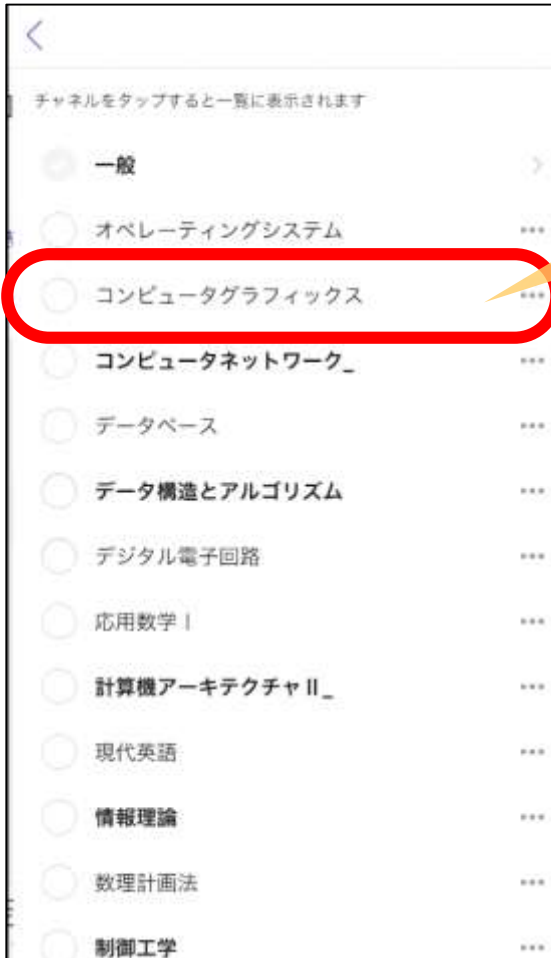 チャネルをタップすると一覧に表示されます
一般
オペレーティングシステム
コンピュータグラフィックス
コンピュータネットワーク_
データベース
データ構造とアルゴリズム
デジタル電子回路
応用数学Ⅰ
計算機アーキテクチャⅡ_
現代英語
情報理論
数理計画法
制御工学